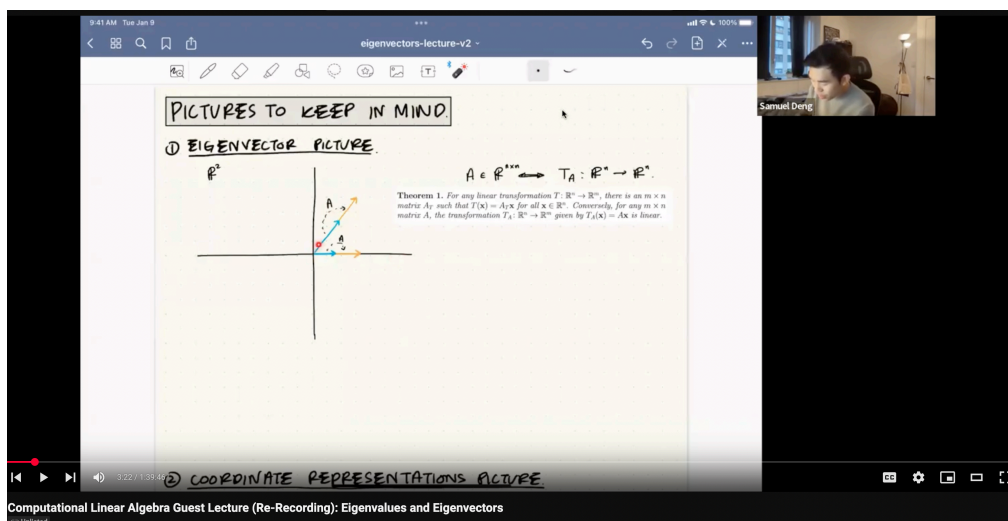 9:41 AM Tue Jan 9
100%
eigenvectors-lecture-v2
T
Samuel Deng
PICTURES TO KEEP IN MIND.
① EIGENVECTOR PICTURE.
ℝ²
A ∈ ℝⁿˣⁿ ⟷ T_A : ℝⁿ → ℝⁿ.
Theorem 1. For any linear transformation T: ℝⁿ → ℝᵐ, there is an m × n
matrix A_T such that T(x) = A_T x for all x ∈ ℝⁿ. Conversely, for any m × n
matrix A, the transformation T_A: ℝⁿ → ℝᵐ given by T_A(x) = Ax is linear.
A
A
② COORDINATE REPRESENTATIONS PICTURE.
3:22 / 1:39:46
CC
Computational Linear Algebra Guest Lecture (Re-Recording): Eigenvalues and Eigenvectors
Unlisted